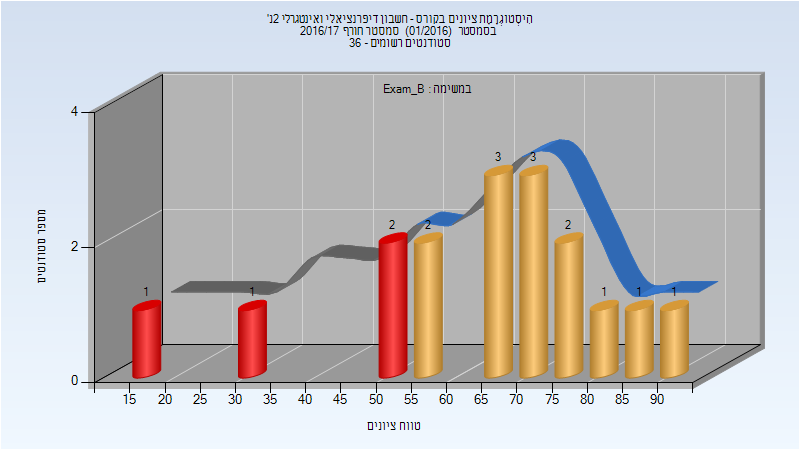 היסטוגרמת ציונים בקורס - חשבון דיפרנציאלי ואינטגרלי 2נ'
בסמסטר (01/2016) סמסטר חורף 2016/17
סטודנטים רשומים - 36
במשימה : Exam_B
מספר סטודנטים
4
2
0
1 1 2 2 3 3 2 1 1 1
15 20 25 30 35 40 45 50 55 60 65 70 75 80 85 90
טווח ציונים